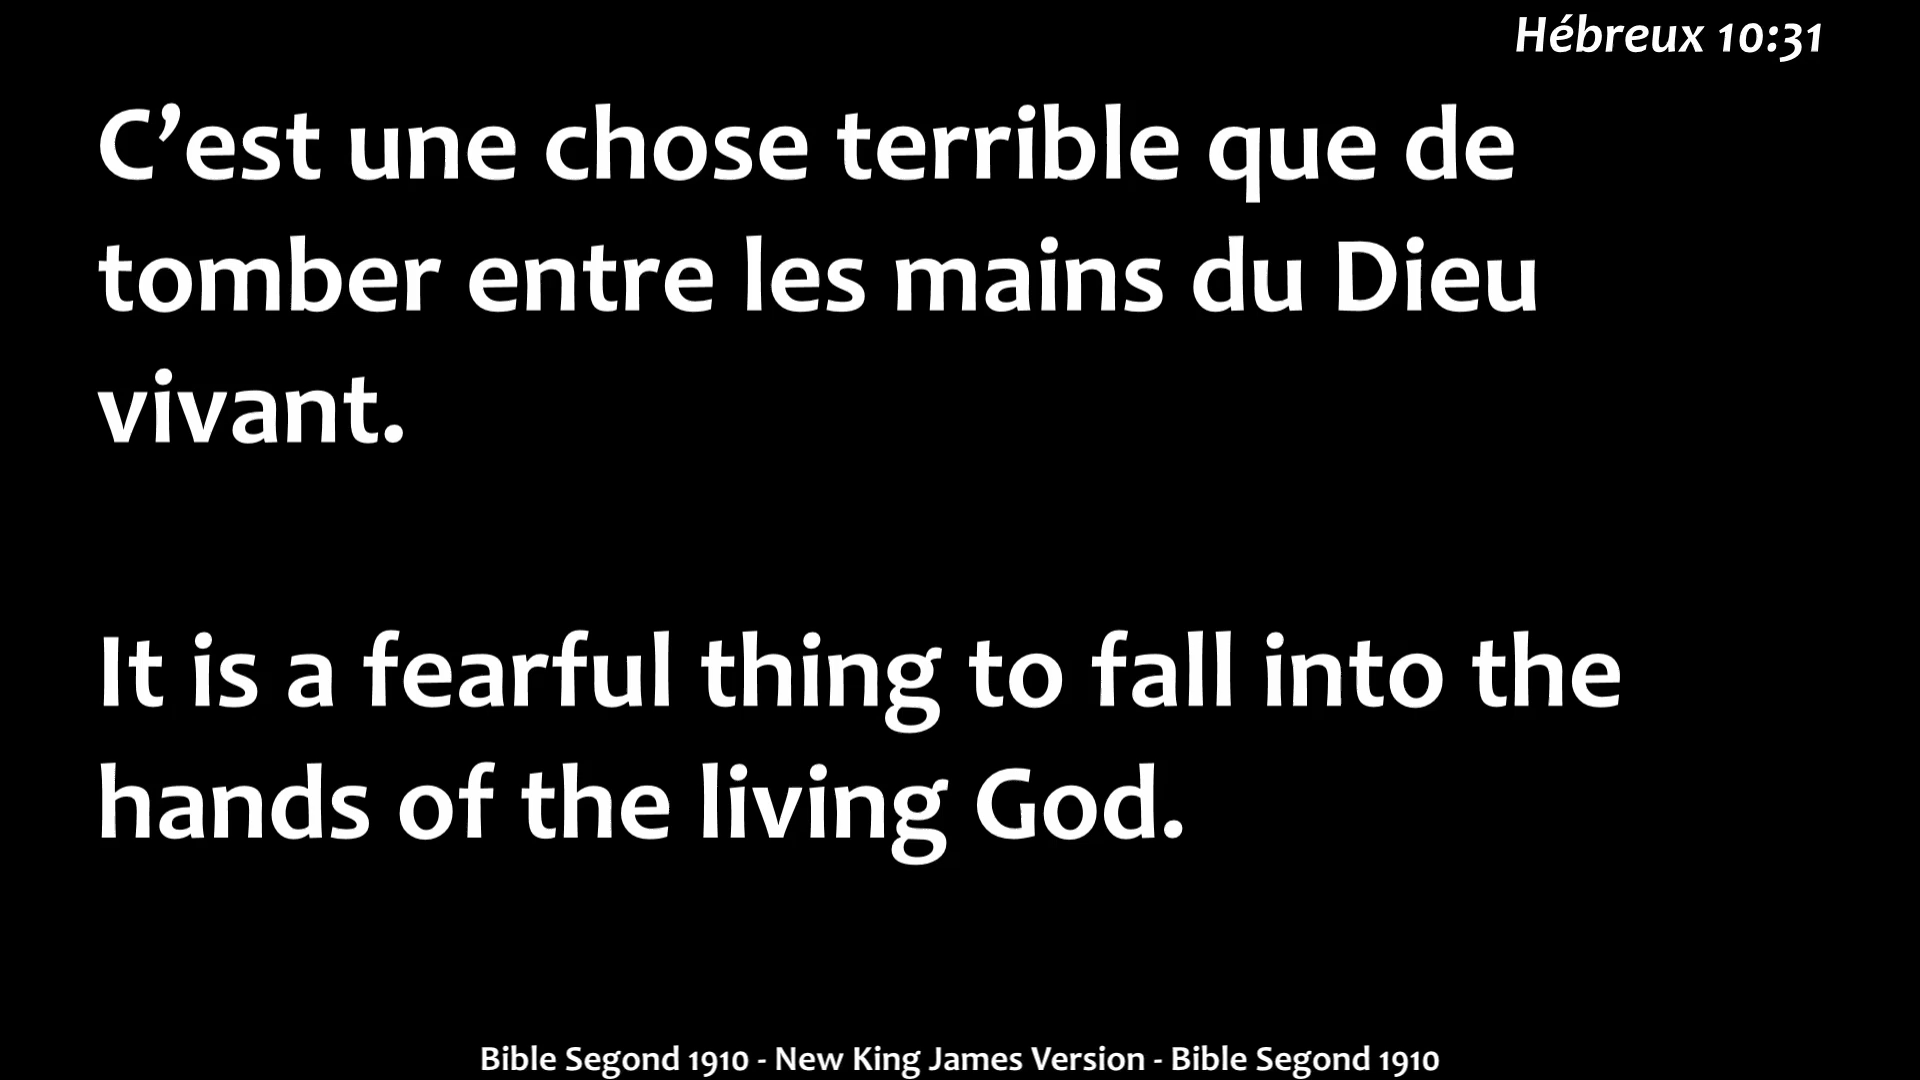 Hébreux 10:31
C’est une chose terrible que de
tomber entre les mains du Dieu
vivant.
It is a fearful thing to fall into the
hands of the living God.
Bible Segond 1910 - New King James Version - Bible Segond 1910